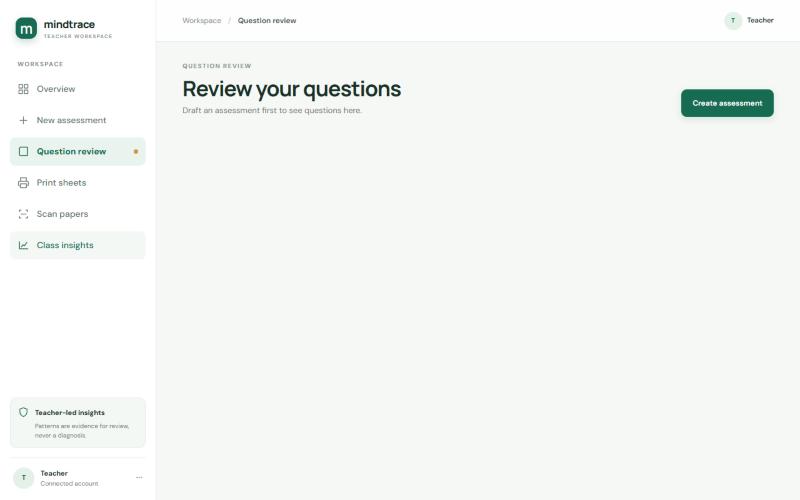 m
mindtrace
TEACHER WORKSPACE
WORKSPACE
Overview
New assessment
Question review
Print sheets
Scan papers
Class insights
Teacher-led insights
Patterns are evidence for review,
never a diagnosis.
T
Teacher
Connected account
...
Workspace / Question review
T Teacher
QUESTION REVIEW
Review your questions
Draft an assessment first to see questions here.
Create assessment